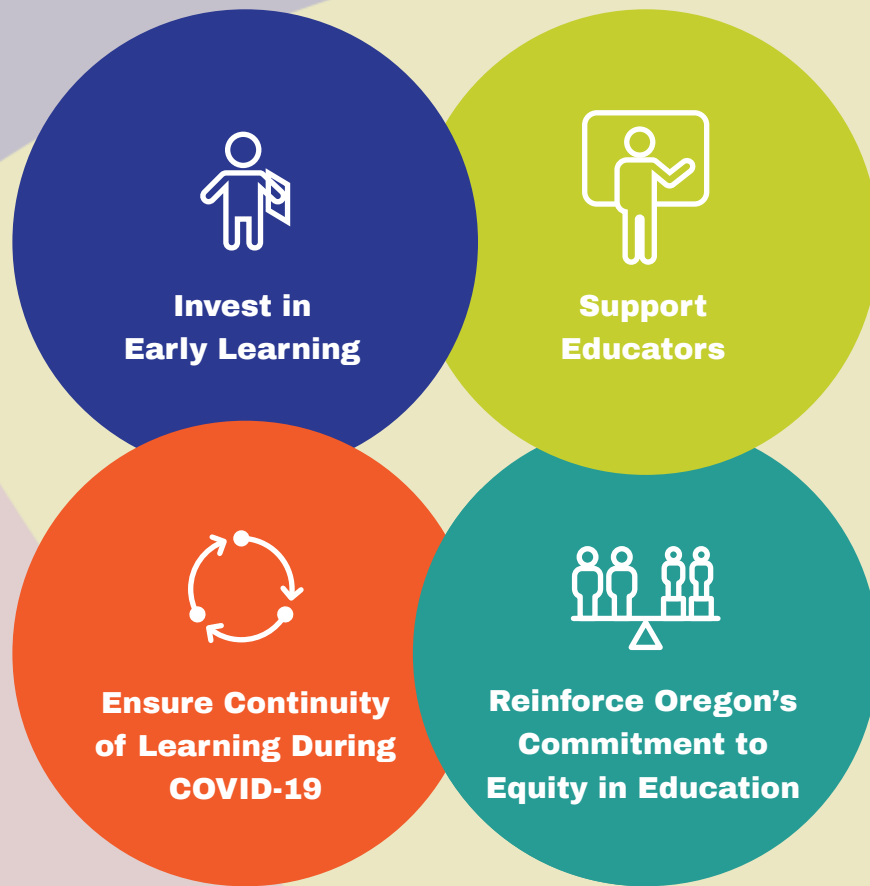 Invest in
Early Learning
Support
Educators
Ensure Continuity
of Learning During
COVID-19
Reinforce Oregon’s
Commitment to
Equity in Education